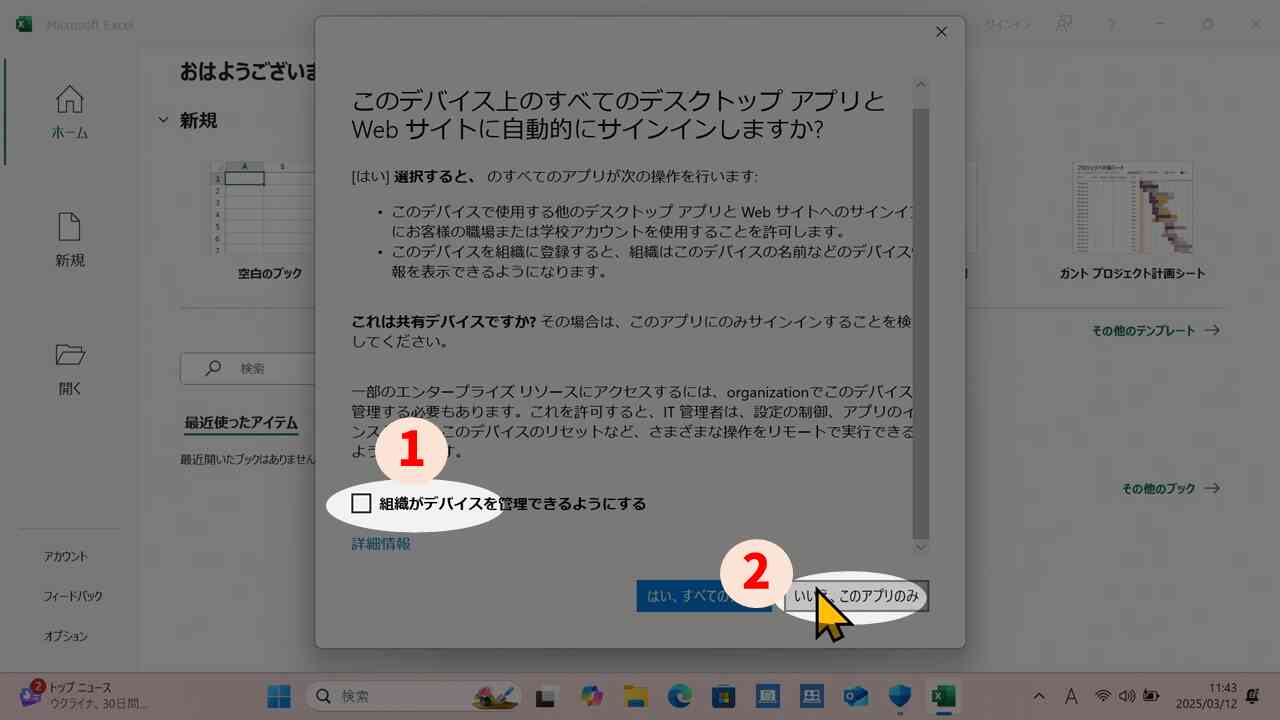 Microsoft Excel
サインイン
?
おはようございま
ホーム
新規
A
B
1
2
3
4
5
6
7
空白のブック
新規
開く
このデバイス上のすべてのデスクトップ アプリと
Web サイトに自動的にサインインしますか?
[はい] 選択すると、 のすべてのアプリが次の操作を行います:
• このデバイスで使用する他のデスクトップ アプリと Web サイトへのサインイン
にお客様の職場または学校アカウントを使用することを許可します。
• このデバイスを組織に登録すると、組織はこのデバイスの名前などのデバイス
報を表示できるようになります。
これは共有デバイスですか? その場合は、このアプリにのみサインインすることを検
してください。
一部のエンタープライズ リソースにアクセスするには、organizationでこのデバイス
管理する必要もあります。これを許可すると、IT 管理者は、設定の制御、アプリのイ
ンス このデバイスのリセットなど、さまざまな操作をリモートで実行できる
よう す。
1
組織がデバイスを管理できるようにする
詳細情報
はい、すべての
2
いいえ、このアプリのみ
プロジェクト計画シート
ガント プロジェクト計画シート
その他のテンプレート
検索
最近使ったアイテム
最近開いたブックはありません
その他のブック
アカウント
フィードバック
オプション
2
トップ ニュース
ウクライナ、30日間...
検索
A
11:43
2025/03/12